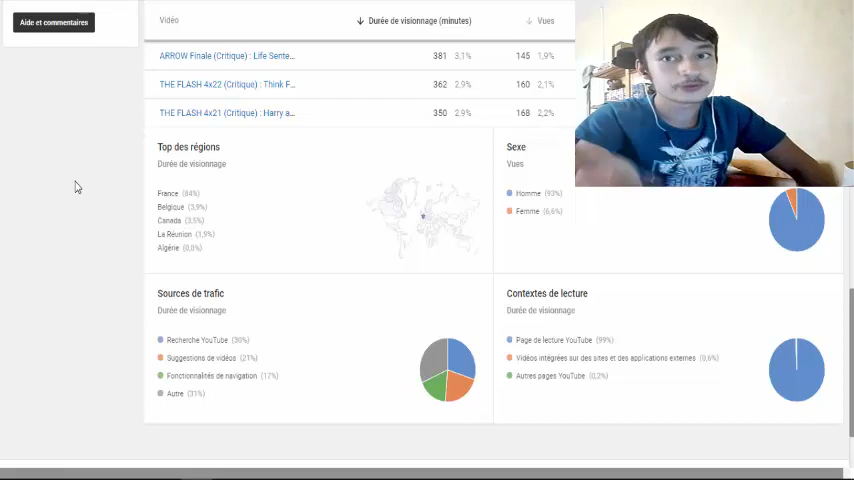 Aide et commentaires
Vidéo Durée de visionnage (minutes) Vues
ARROW Finale (Critique) : Life Sente... 381 3,1% 145 1,9%
THE FLASH 4x22 (Critique) : Think F... 362 2,9% 160 2,1%
THE FLASH 4x21 (Critique) : Harry a... 350 2,9% 168 2,2%
Top des régions
Durée de visionnage
France (84%)
Belgique (3,9%)
Canada (3,5%)
La Réunion (1,9%)
Algérie (0,8%)
Sexe
Vues
Homme (93%)
Femme (6,6%)
Sources de trafic
Durée de visionnage
Recherche YouTube (30%)
Suggestions de vidéos (21%)
Fonctionnalités de navigation (17%)
Autre (31%)
Contextes de lecture
Durée de visionnage
Page de lecture YouTube (99%)
Vidéos intégrées sur des sites et des applications externes (0,6%)
Autres pages YouTube (0,2%)